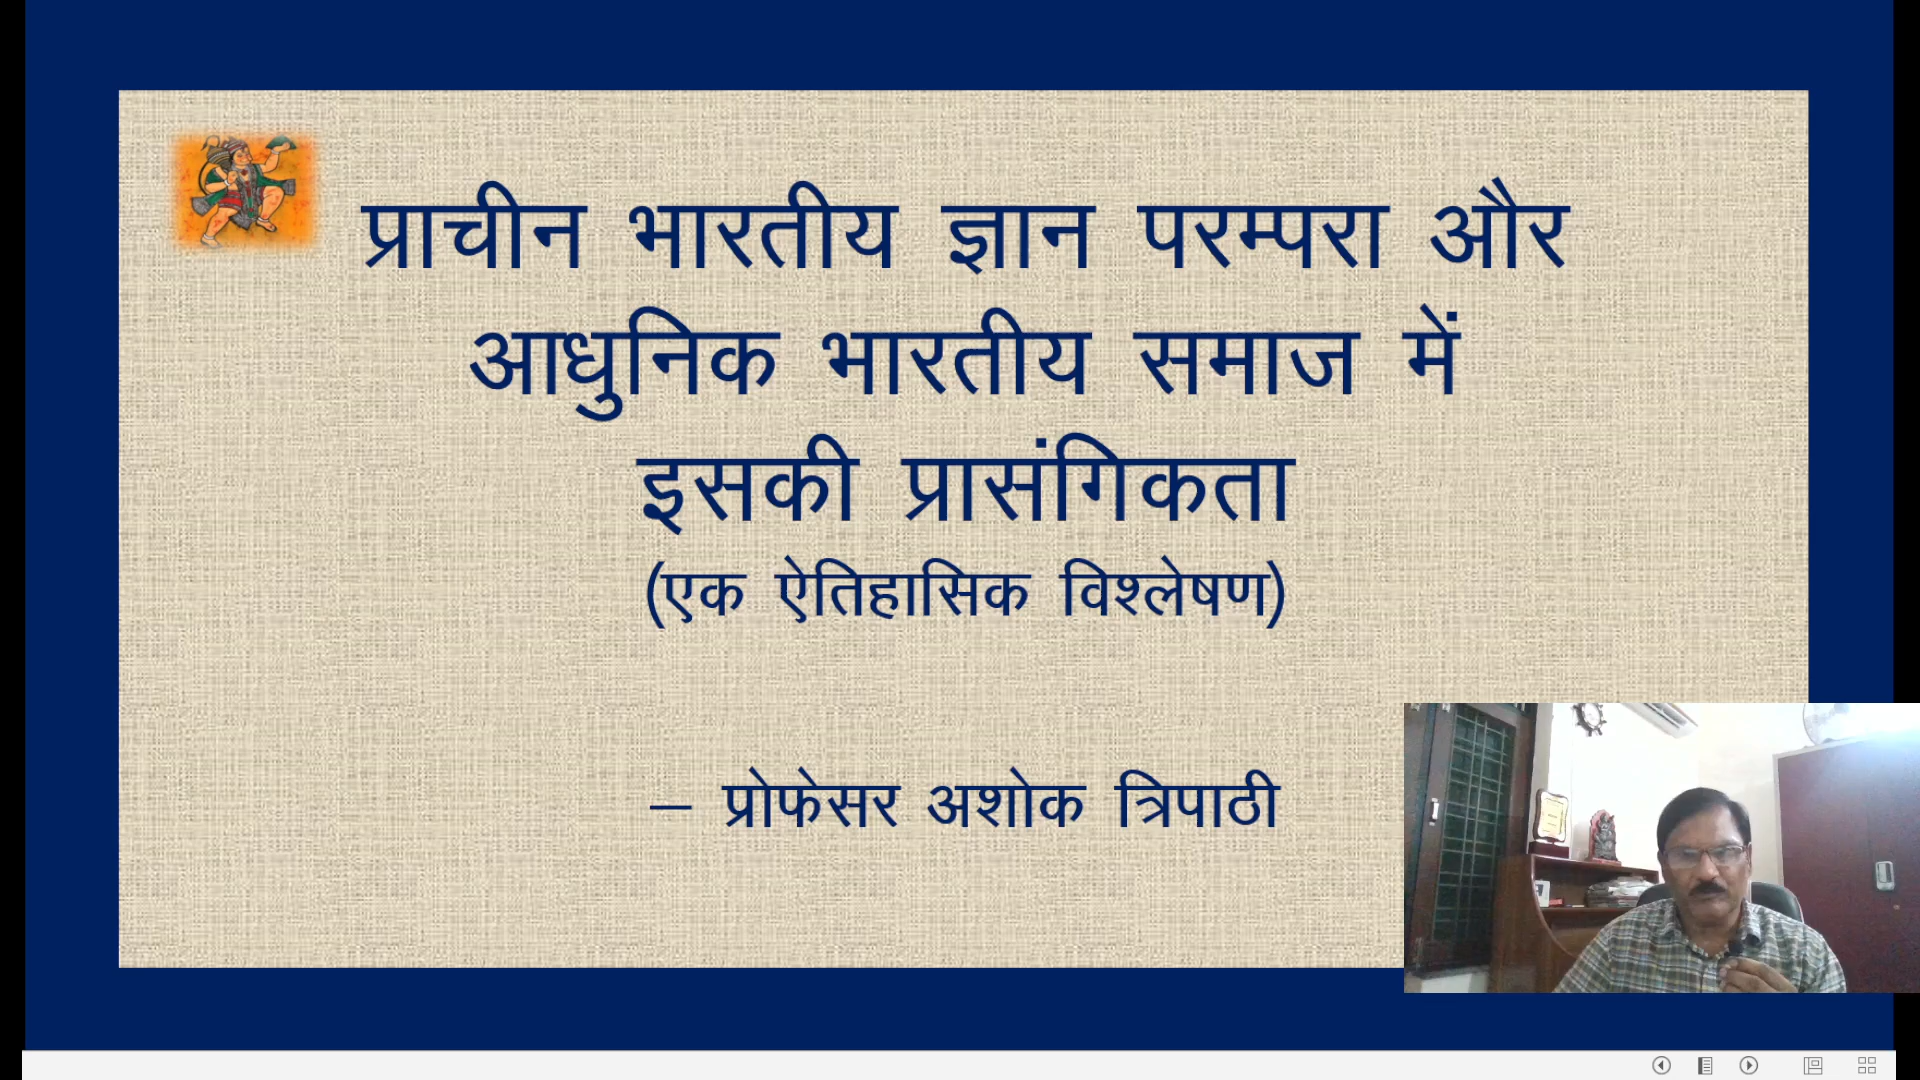 प्राचीन भारतीय ज्ञान परम्परा और
आधुनिक भारतीय समाज में
इसकी प्रासंगिकता
(एक ऐतिहासिक विश्लेषण)
– प्रोफेसर अशोक त्रिपाठी